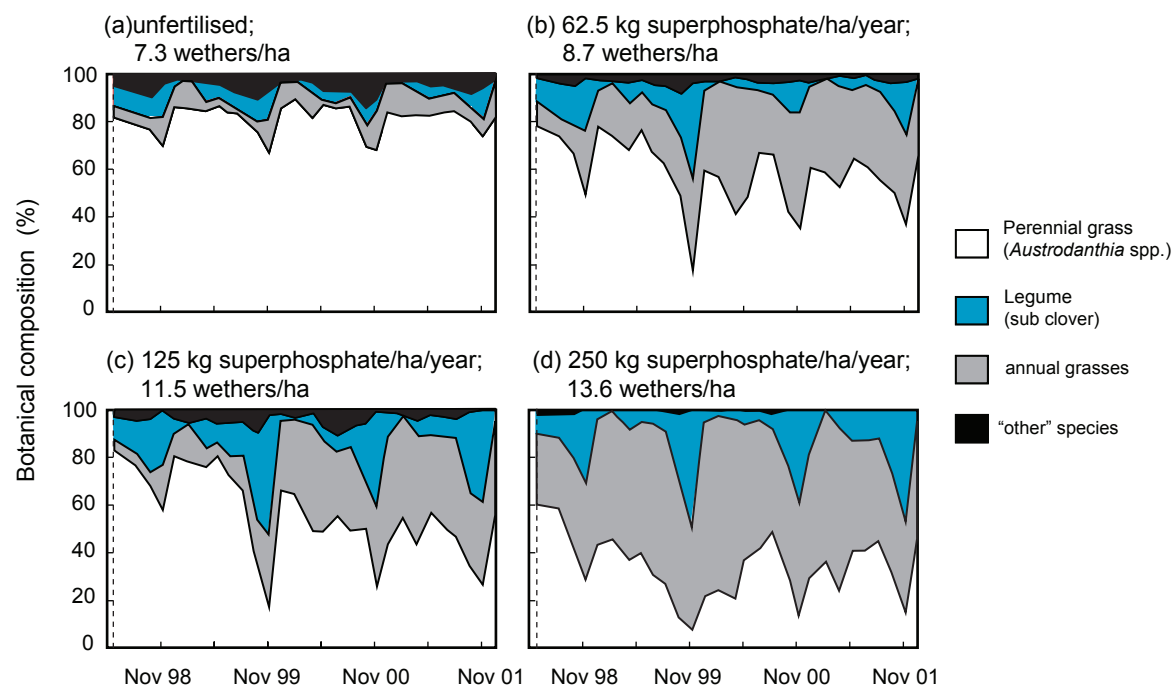 (a)unfertilised;
7.3 wethers/ha
(b) 62.5 kg superphosphate/ha/year;
8.7 wethers/ha
Botanical composition (%)
100
80
60
40
20
0
(c) 125 kg superphosphate/ha/year;
11.5 wethers/ha
(d) 250 kg superphosphate/ha/year;
13.6 wethers/ha
100
80
60
40
20
0
Nov 98 Nov 99 Nov 00 Nov 01
Nov 98 Nov 99 Nov 00 Nov 01
Perennial grass
(Austrodanthia spp.)
Legume
(sub clover)
annual grasses
“other” species